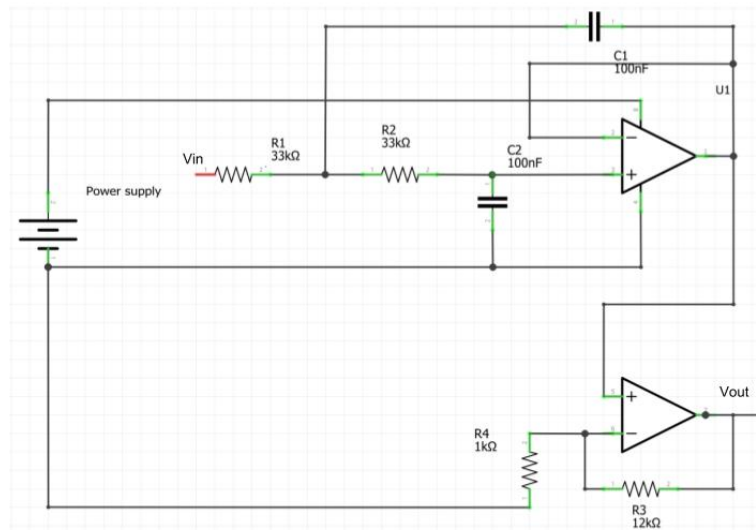 C1
100nF
U1
R1
33kΩ
R2
33kΩ
C2
100nF
Vin
Power supply
−
+
+
−
Vout
R4
1kΩ
R3
12kΩ